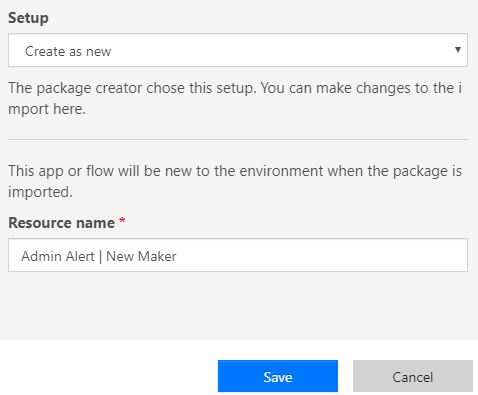 Setup
Create as new
The package creator chose this setup. You can make changes to the i
mport here.
This app or flow will be new to the environment when the package is
imported.
Resource name *
Admin Alert | New Maker
Save
Cancel